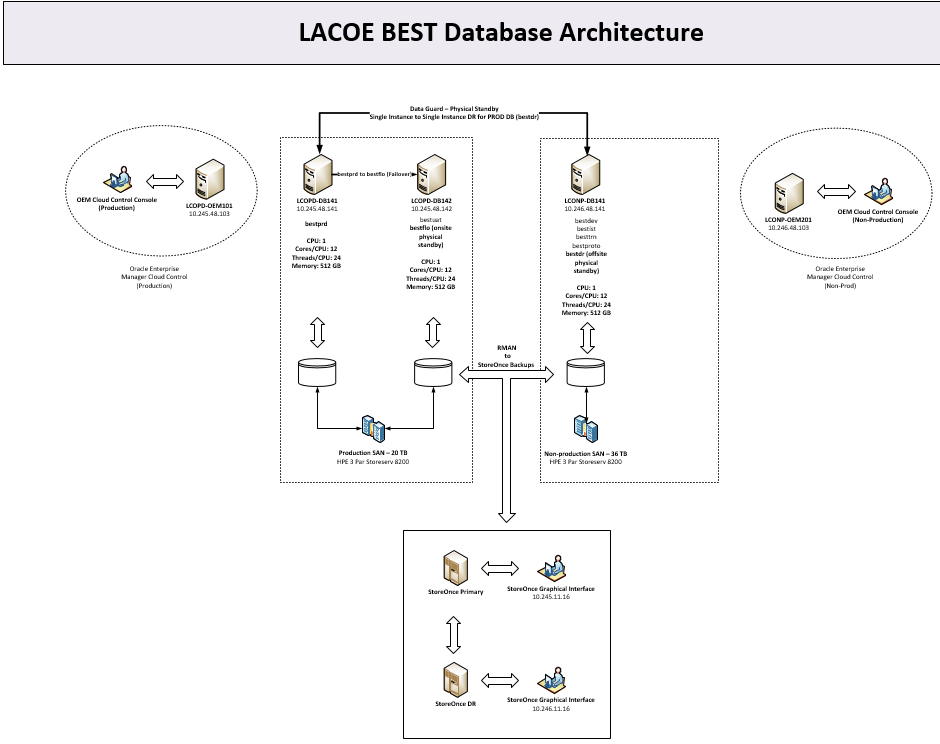 LACOE BEST Database Architecture
Data Guard – Physical Standby
Single Instance to Single Instance DR for PROD DB (bestdr)
OEM Cloud Control Console
(Production)
LCOPD-OEM101
10.245.48.103
Oracle Enterprise
Manager Cloud Control
(Production)
LCOPD-DB141
10.245.48.141
bestprd
CPU: 1
Cores/CPU: 12
Threads/CPU: 24
Memory: 512 GB
bestprd to bestflo (Failover)
LCOPD-DB142
10.245.48.142
bestuat
bestflo (onsite
physical
standby)
CPU: 1
Cores/CPU: 12
Threads/CPU: 24
Memory: 512 GB
Production SAN – 20 TB
HPE 3 Par Storeserv 8200
LCONP-DB141
10.246.48.141
bestdev
bestist
besttrn
bestproto
bestdr (offsite
physical
standby)
CPU: 1
Cores/CPU: 12
Threads/CPU: 24
Memory: 512 GB
Non-production SAN – 36 TB
HPE 3 Par Storeserv 8200
LCONP-OEM201
10.246.48.103
OEM Cloud Control Console
(Non-Production)
Oracle Enterprise
Manager Cloud Control
(Non-Prod)
RMAN
to
StoreOnce Backups
StoreOnce Primary
StoreOnce Graphical Interface
10.245.11.16
StoreOnce DR
StoreOnce Graphical Interface
10.246.11.16